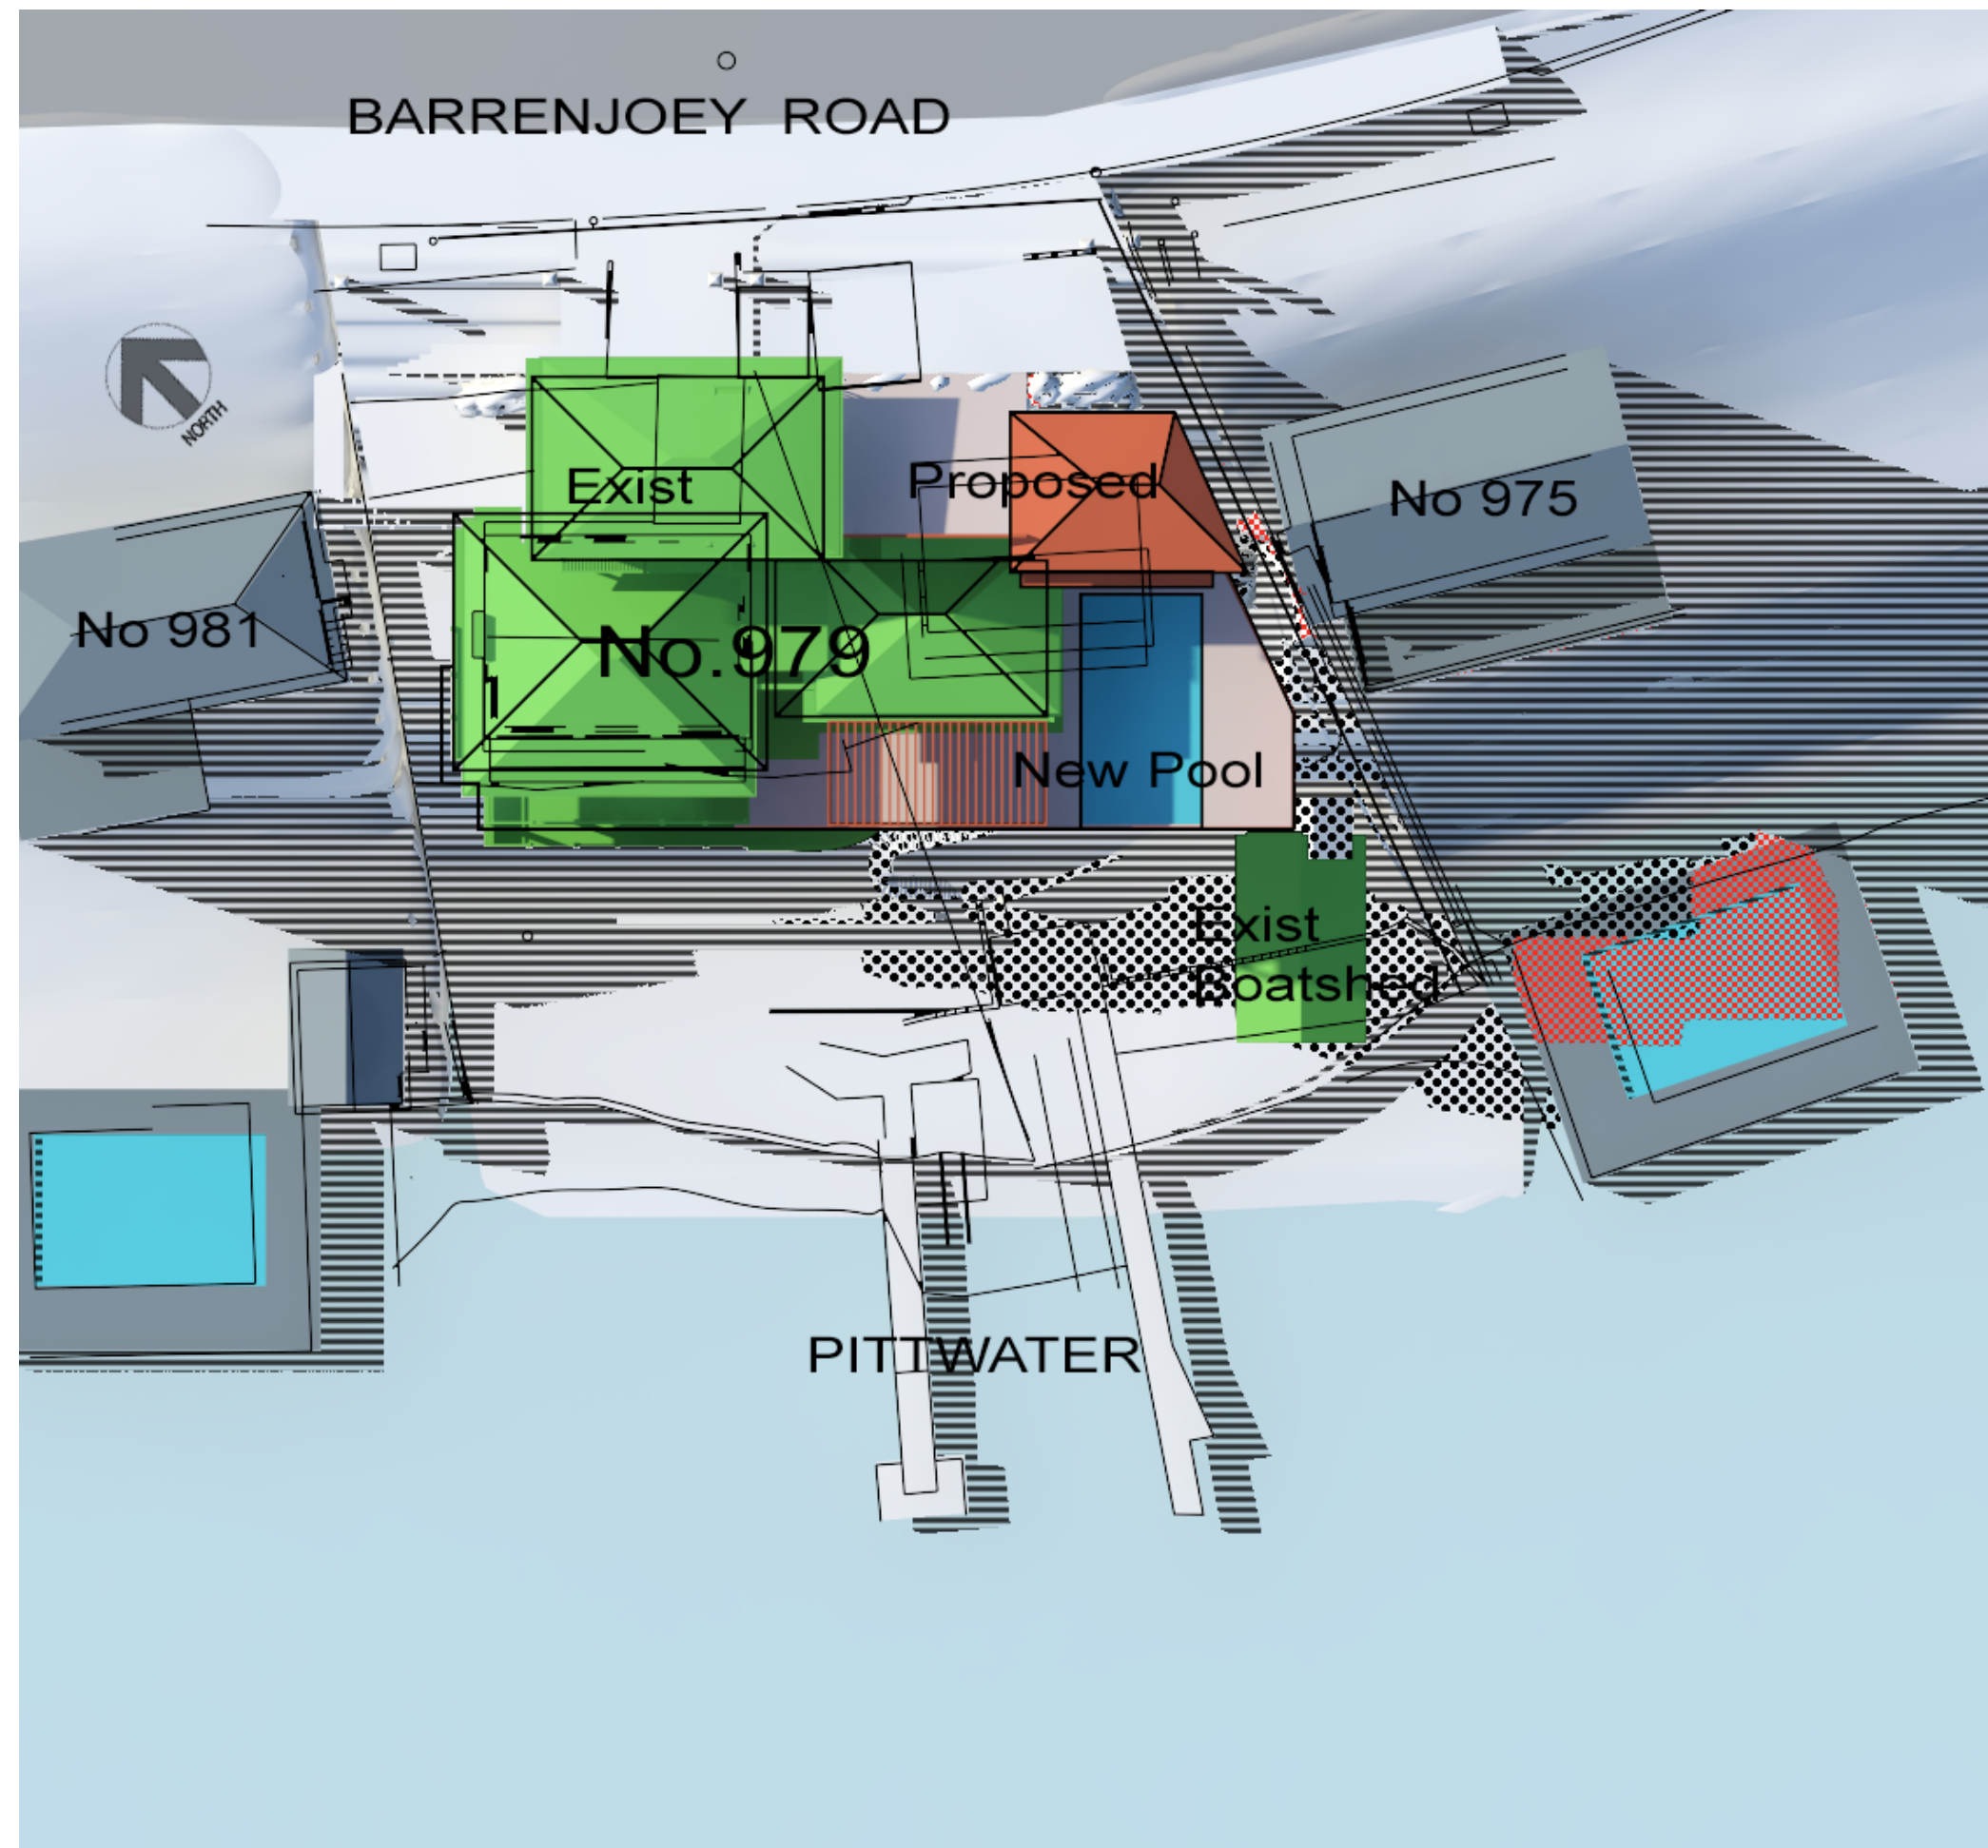 BARRENJOEY ROAD
NORTH
Exist
Proposed
No 975
No 981
No.979
New Pool
Exist
Boatshed
PITTWATER